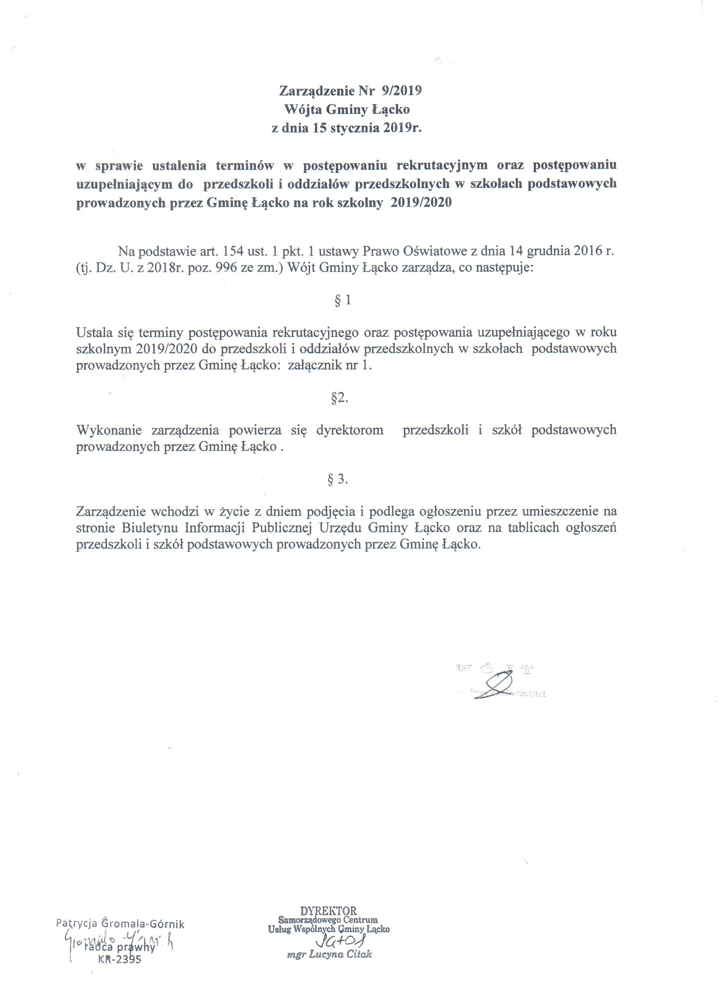 Zarządzenie Nr 9/2019
Wójta Gminy Łącko
z dnia 15 stycznia 2019r.
w sprawie ustalenia terminów w postępowaniu rekrutacyjnym oraz postępowaniu
uzupełniającym do przedszkoli i oddziałów przedszkolnych w szkołach podstawowych
prowadzonych przez Gminę Łącko na rok szkolny 2019/2020
Na podstawie art. 154 ust. 1 pkt. 1 ustawy Prawo Oświatowe z dnia 14 grudnia 2016 r.
(tj. Dz. U. z 2018r. poz. 996 ze zm.) Wójt Gminy Łącko zarządza, co następuje:
§ 1
Ustala się terminy postępowania rekrutacyjnego oraz postępowania uzupełniającego w roku
szkolnym 2019/2020 do przedszkoli i oddziałów przedszkolnych w szkołach podstawowych
prowadzonych przez Gminę Łącko: załącznik nr 1.
§2.
Wykonanie zarządzenia powierza się dyrektorom przedszkoli i szkół podstawowych
prowadzonych przez Gminę Łącko .
§ 3.
Zarządzenie wchodzi w życie z dniem podjęcia i podlega ogłoszeniu przez umieszczenie na
stronie Biuletynu Informacji Publicznej Urzędu Gminy Łącko oraz na tablicach ogłoszeń
przedszkoli i szkół podstawowych prowadzonych przez Gminę Łącko.
WÓJT
Patrycja Gromala-Górnik
radca prawny
KR-2395
DYREKTOR
Samorządowego Centrum
Usług Wspólnych Gminy Łącko
mgr Lucyna Citak